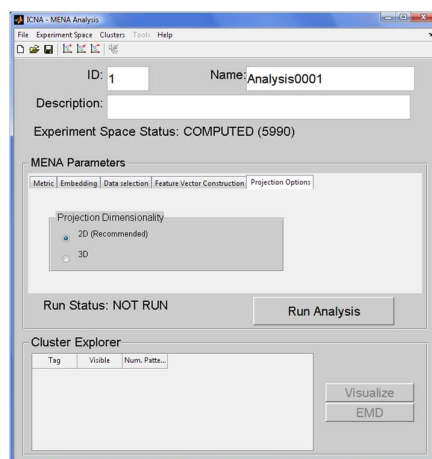 ICNA - MENA Analysis
File Experiment Space Clusters Tools Help
ID: 1 Name: Analysis0001
Description:
Experiment Space Status: COMPUTED (5990)
MENA Parameters
Metric Embedding Data selection Feature Vector Construction Projection Options
Projection Dimensionality
2D (Recommended)
3D
Run Status: NOT RUN Run Analysis
Cluster Explorer
Tag Visible Num. Patte...
Visualize
EMD